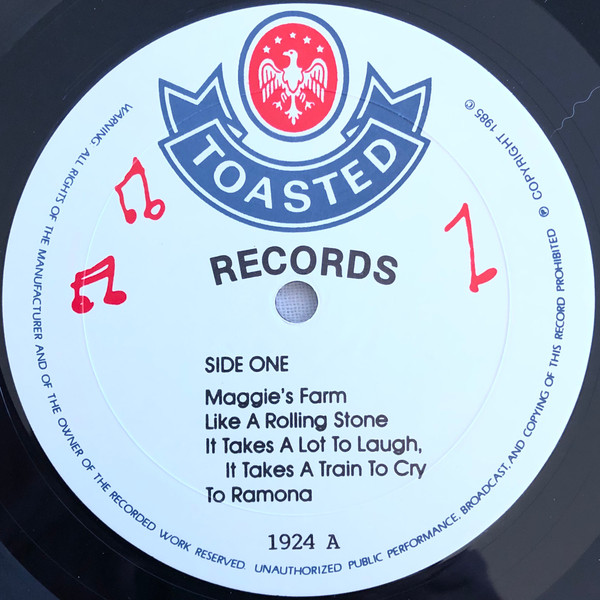 TOASTED
RECORDS
SIDE ONE
Maggie's Farm
Like A Rolling Stone
It Takes A Lot To Laugh,
It Takes A Train To Cry
To Ramona
1924 A
WARNING. ALL RIGHTS OF THE MANUFACTURER AND OF THE OWNER OF THE RECORDED WORK RESERVED. UNAUTHORIZED PUBLIC PERFORMANCE, BROADCAST, AND COPYING OF THIS RECORD PROHIBITED ℗ COPYRIGHT 1985 ©